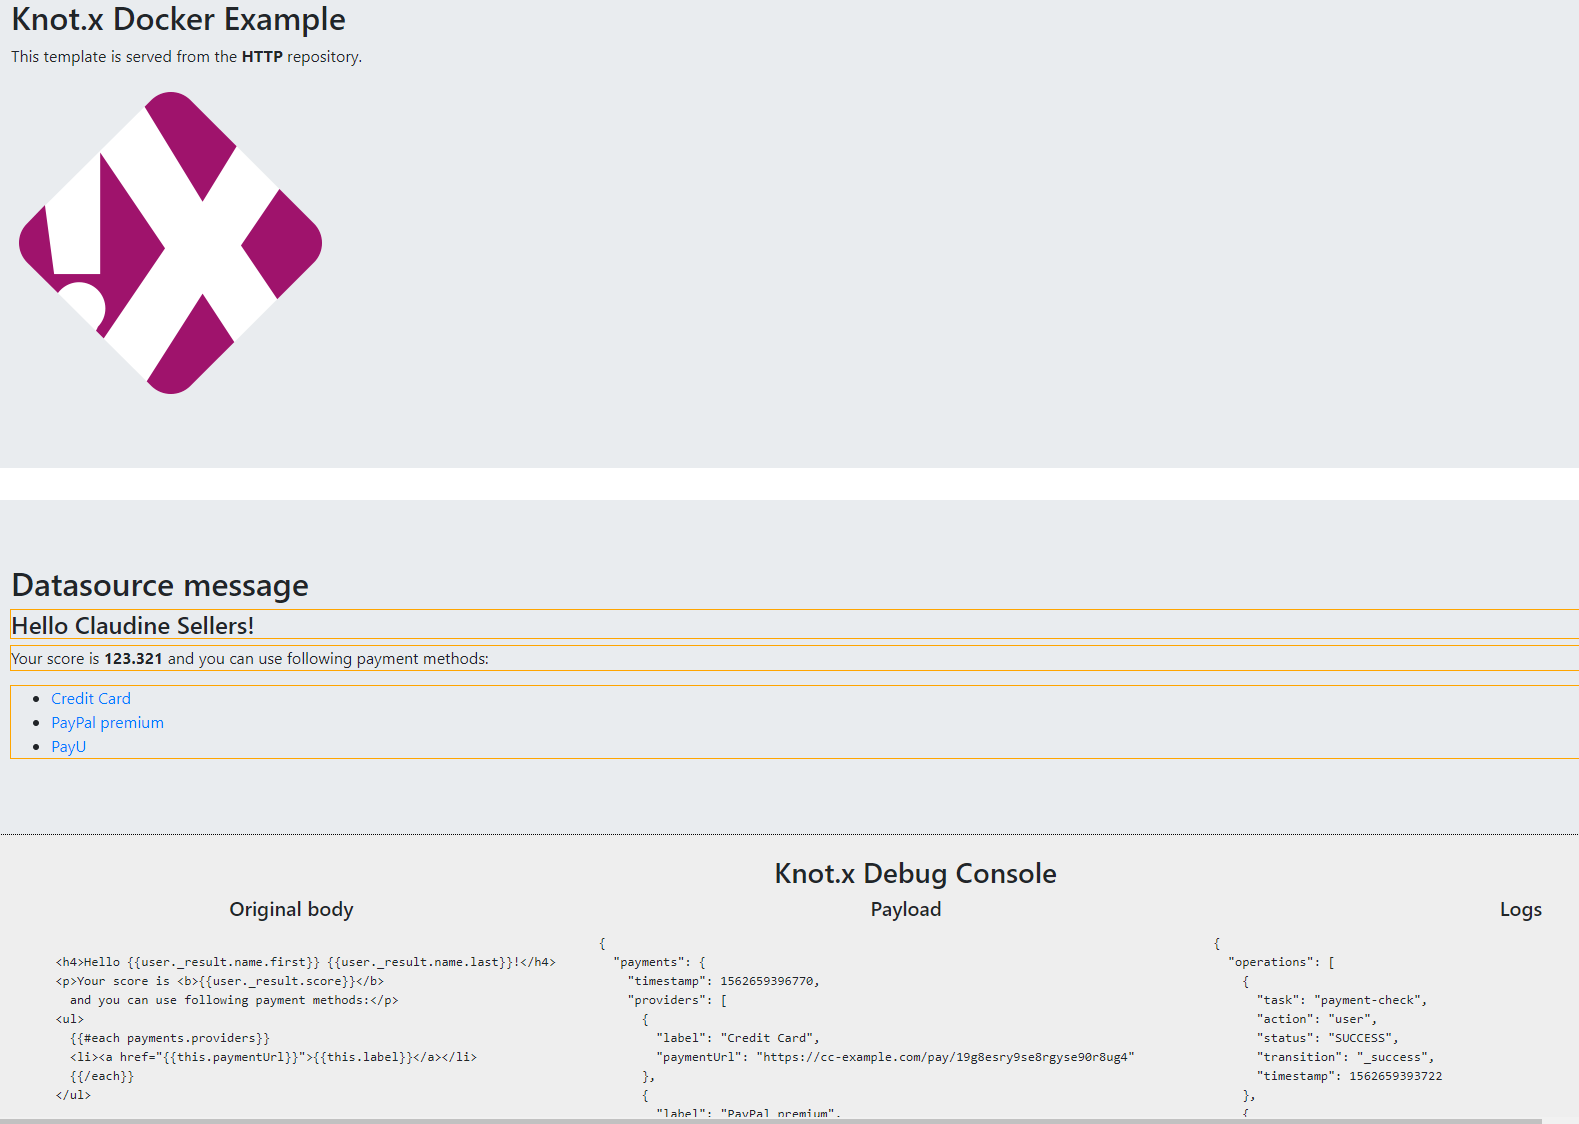 Knot.x Docker Example
This template is served from the HTTP repository.
Datasource message
Hello Claudine Sellers!
Your score is 123.321 and you can use following payment methods:
Credit Card
PayPal premium
PayU
Knot.x Debug Console
Original body
<h4>Hello {{user._result.name.first}} {{user._result.name.last}}!</h4>
<p>Your score is <b>{{user._result.score}}</b>
and you can use following payment methods:</p>
<ul>
{{#each payments.providers}}
<li><a href="{{this.paymentUrl}}">{{this.label}}</a></li>
{{/each}}
</ul>
Payload
{
"payments": {
"timestamp": 1562659396770,
"providers": [
{
"label": "Credit Card",
"paymentUrl": "https://cc-example.com/pay/19g8esry9se8rgyse90r8ug4"
},
{
"label": "PayPal premium",
Logs
{
"operations": [
{
"task": "payment-check",
"action": "user",
"status": "SUCCESS",
"transition": "_success",
"timestamp": 1562659393722
},
{